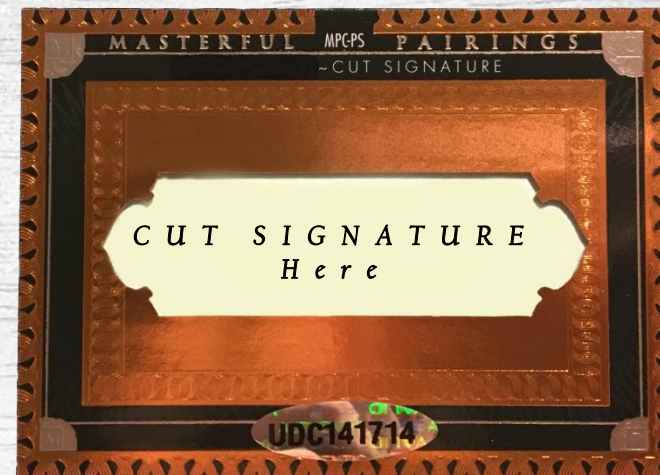 MASTERFUL MPC-PS PAIRINGS
~CUT SIGNATURE
CUT SIGNATURE
Here
UDC141714